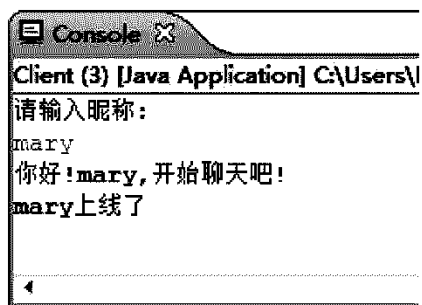 Console
Client (3) [Java Application] C:\Users\
请输入昵称：
mary
你好！mary，开始聊天吧！
mary上线了